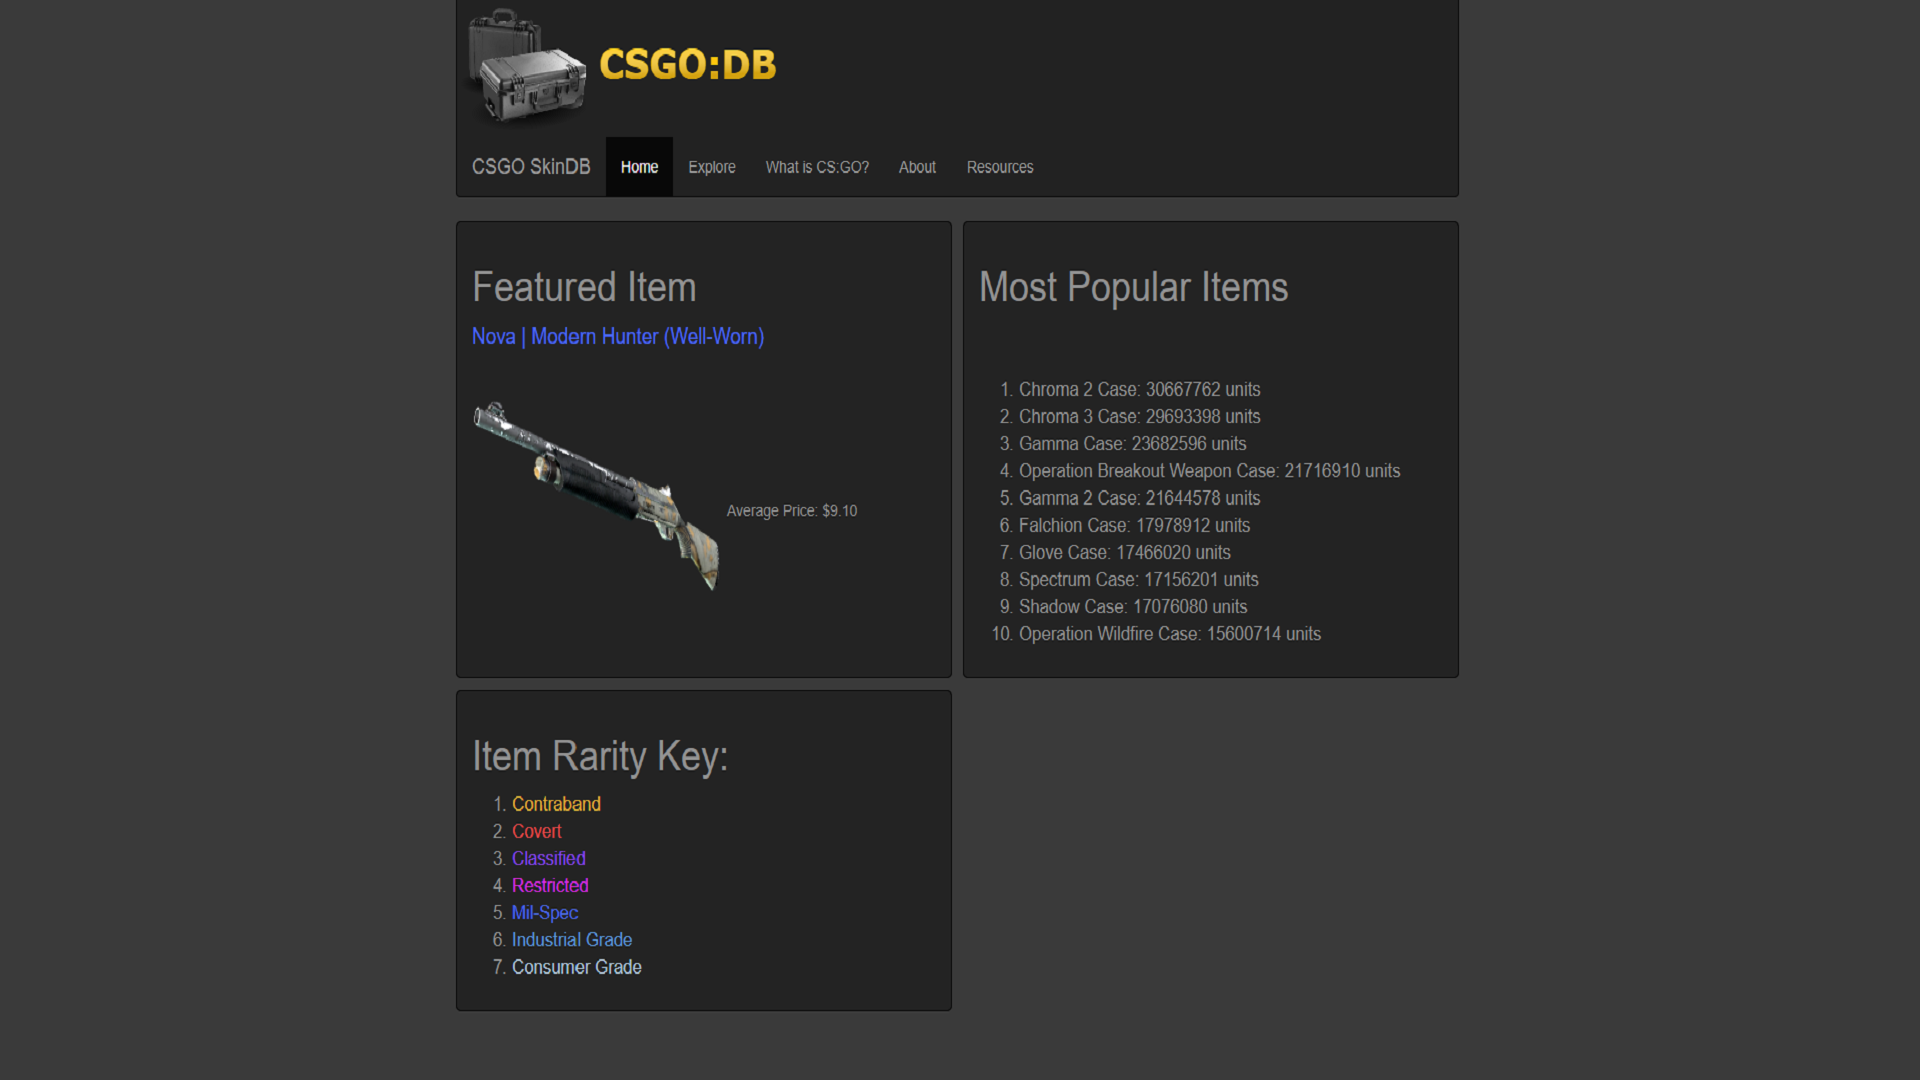 CSGO:DB
CSGO SkinDB Home Explore What is CS:GO? About Resources
Featured Item
Nova | Modern Hunter (Well-Worn)
Average Price: $9.10
Most Popular Items
1. Chroma 2 Case: 30667762 units
2. Chroma 3 Case: 29693398 units
3. Gamma Case: 23682596 units
4. Operation Breakout Weapon Case: 21716910 units
5. Gamma 2 Case: 21644578 units
6. Falchion Case: 17978912 units
7. Glove Case: 17466020 units
8. Spectrum Case: 17156201 units
9. Shadow Case: 17076080 units
10. Operation Wildfire Case: 15600714 units
Item Rarity Key:
1. Contraband
2. Covert
3. Classified
4. Restricted
5. Mil-Spec
6. Industrial Grade
7. Consumer Grade